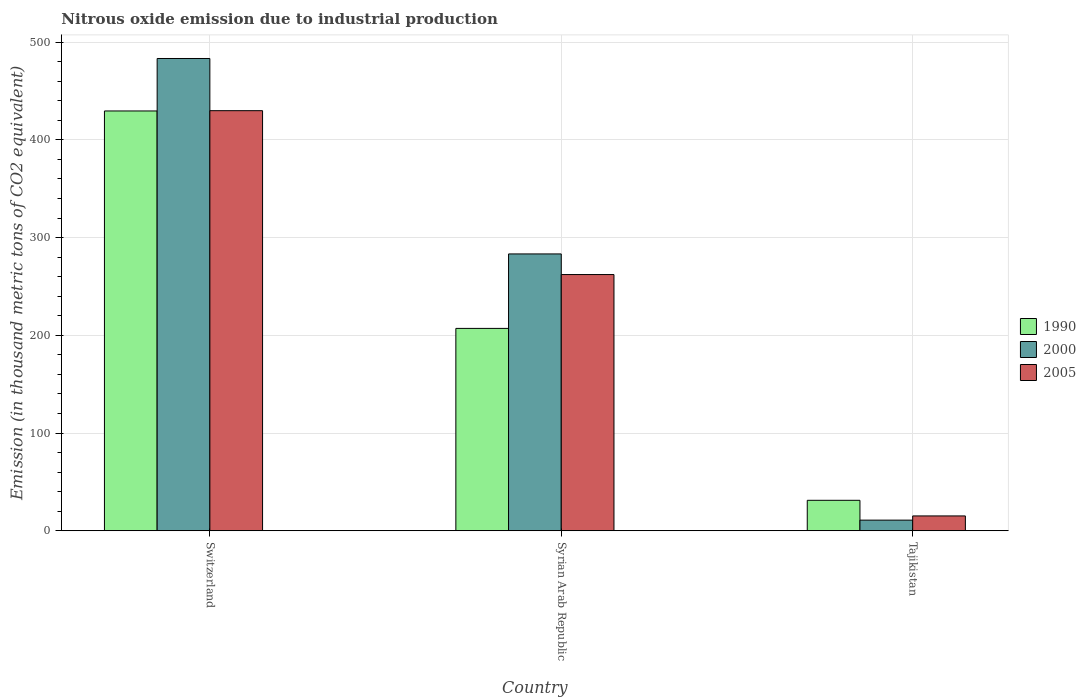 Nitrous oxide emission due to industrial production
Emission (in thousand metric tons of CO2 equivalent)
500
400
300
200
100
0
Switzerland
Syrian Arab Republic
Tajikistan
Country
1990
2000
2005